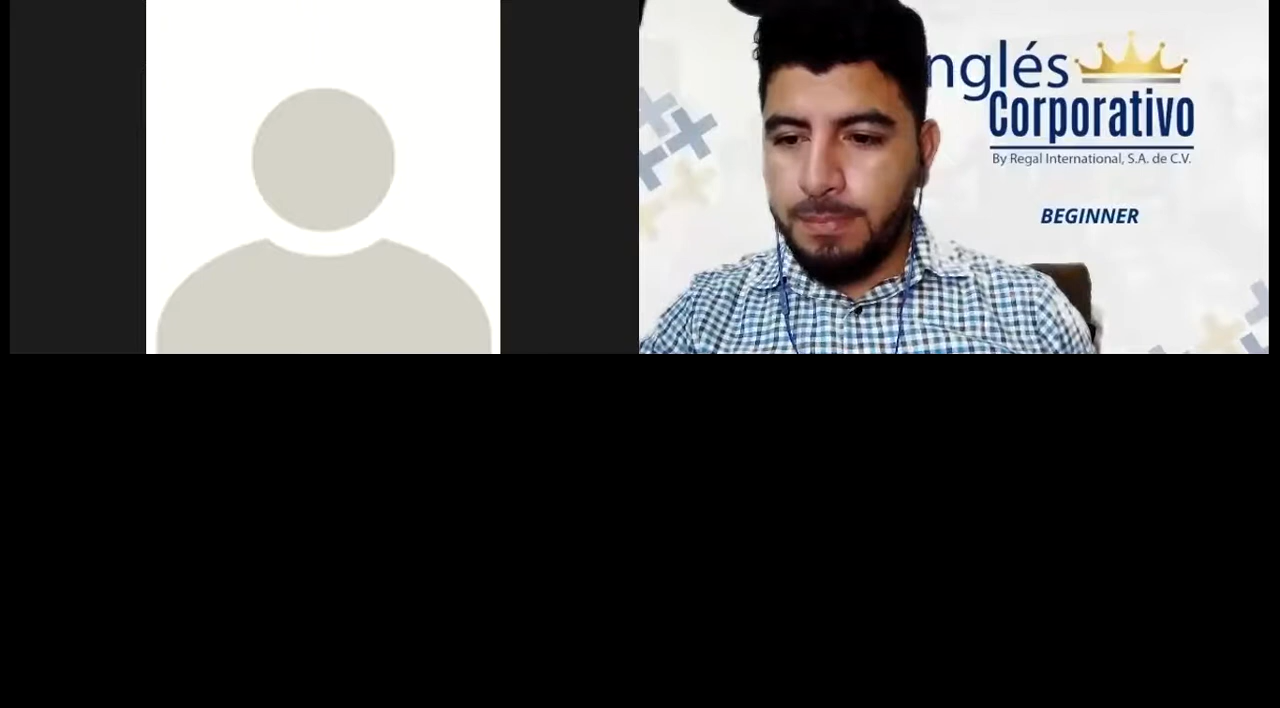 nglés
Corporativo
By Regal International, S.A. de C.V.
BEGINNER